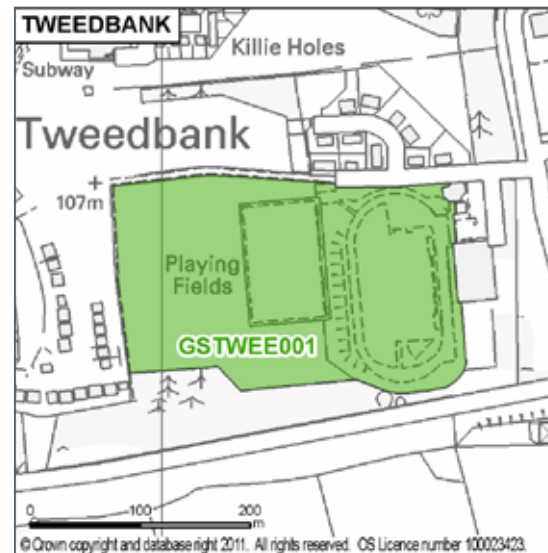 TWEEDBANK
Killie Holes
Subway
Tweedbank
107m
Playing
Fields
GSTWEE001
0 100 200
m
© Crown copyright and database right 2011. All rights reserved. OS Licence number 100023423.